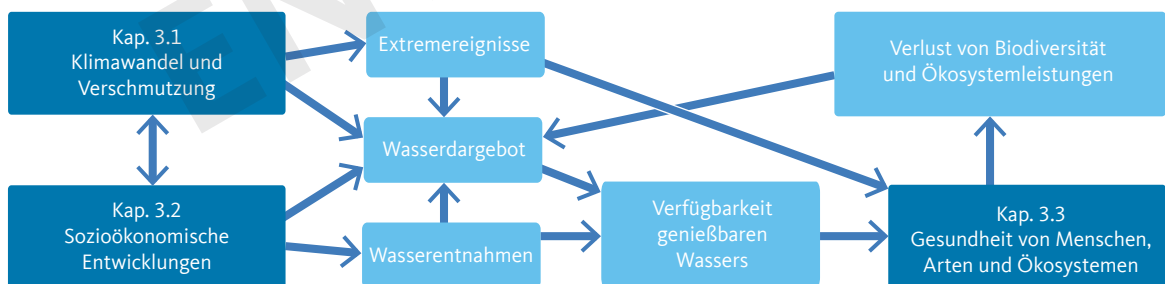 Kap. 3.1
Klimawandel und
Verschmutzung
Extremereignisse
Verlust von Biodiversität
und Ökosystemleistungen
Wasserdargebot
Kap. 3.2
Sozioökonomische
Entwicklungen
Wasserentnahmen
Verfügbarkeit
genießbaren
Wassers
Kap. 3.3
Gesundheit von Menschen,
Arten und Ökosystemen